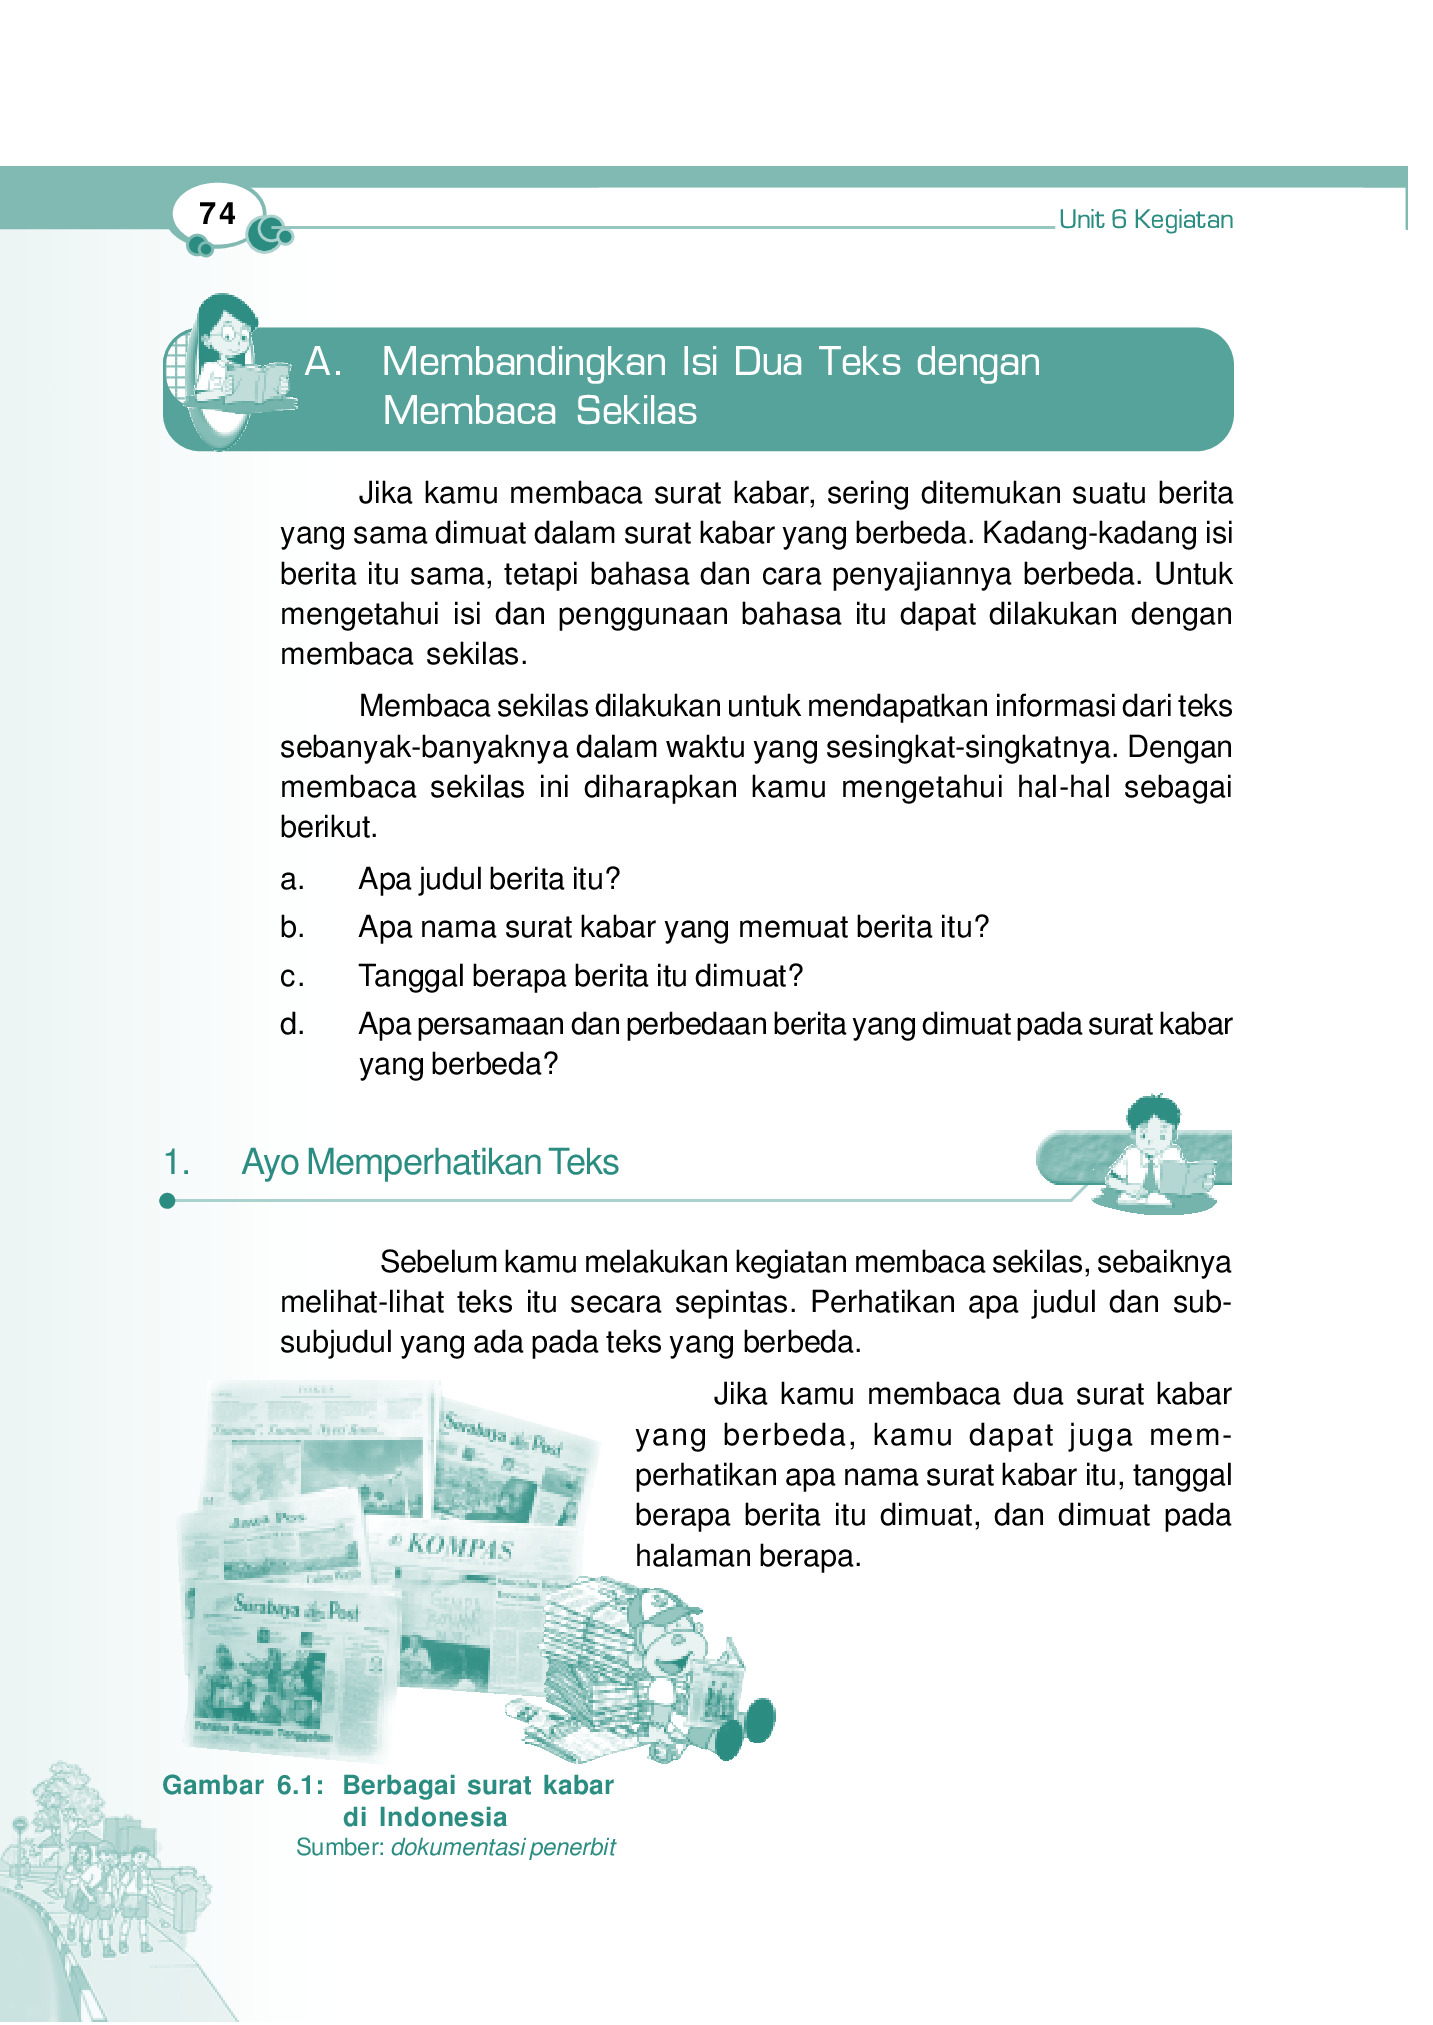 74
Unit 6 Kegiatan
A. Membandingkan Isi Dua Teks dengan
Membaca Sekilas
Jika kamu membaca surat kabar, sering ditemukan suatu berita
yang sama dimuat dalam surat kabar yang berbeda. Kadang-kadang isi
berita itu sama, tetapi bahasa dan cara penyajiannya berbeda. Untuk
mengetahui isi dan penggunaan bahasa itu dapat dilakukan dengan
membaca sekilas.
Membaca sekilas dilakukan untuk mendapatkan informasi dari teks
sebanyak-banyaknya dalam waktu yang sesingkat-singkatnya. Dengan
membaca sekilas ini diharapkan kamu mengetahui hal-hal sebagai
berikut.
a. Apa judul berita itu?
b. Apa nama surat kabar yang memuat berita itu?
c. Tanggal berapa berita itu dimuat?
d. Apa persamaan dan perbedaan berita yang dimuat pada surat kabar
yang berbeda?
1. Ayo Memperhatikan Teks
Sebelum kamu melakukan kegiatan membaca sekilas, sebaiknya
melihat-lihat teks itu secara sepintas. Perhatikan apa judul dan sub-
subjudul yang ada pada teks yang berbeda.
Jika kamu membaca dua surat kabar
yang berbeda, kamu dapat juga mem-
perhatikan apa nama surat kabar itu, tanggal
berapa berita itu dimuat, dan dimuat pada
halaman berapa.
Surabaya Post
Jawa Pos
KOMPAS
Surabaya Post
Gambar 6.1: Berbagai surat kabar
di Indonesia
Sumber: dokumentasi penerbit